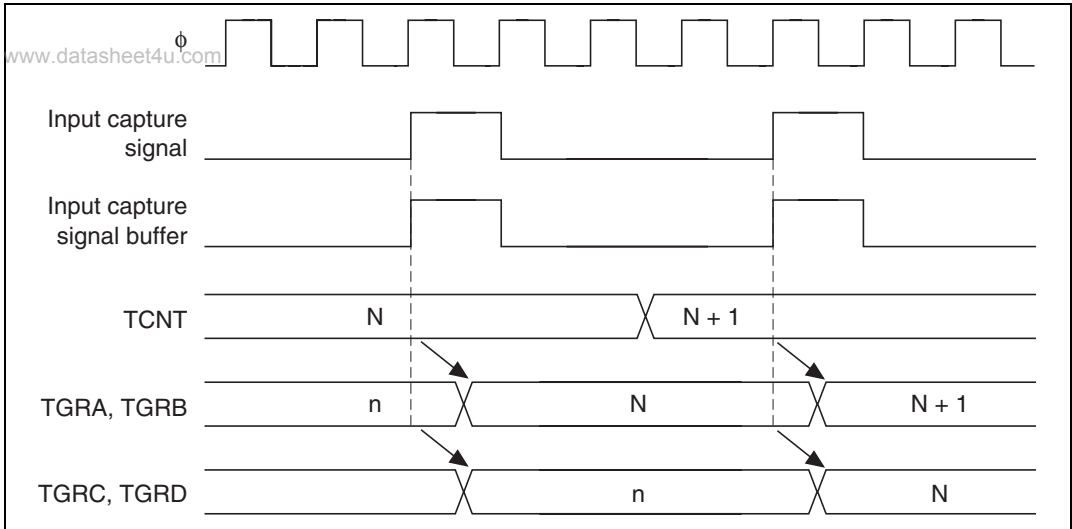 ϕ
www.datasheet4u.com
Input capture
signal
Input capture
signal buffer
TCNT N N + 1
TGRA, TGRB n N N + 1
TGRC, TGRD n N